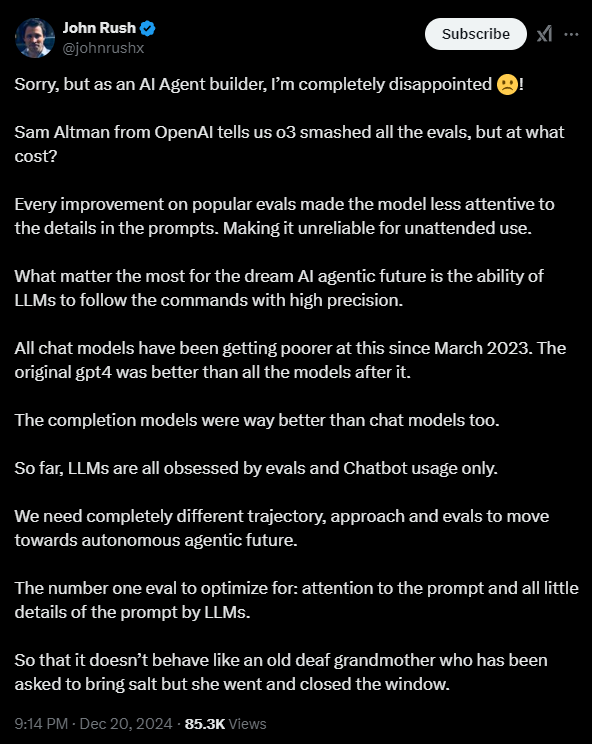 John Rush
@johnrushx
Subscribe
Sorry, but as an AI Agent builder, I’m completely disappointed 🙁!
Sam Altman from OpenAI tells us o3 smashed all the evals, but at what
cost?
Every improvement on popular evals made the model less attentive to
the details in the prompts. Making it unreliable for unattended use.
What matter the most for the dream AI agentic future is the ability of
LLMs to follow the commands with high precision.
All chat models have been getting poorer at this since March 2023. The
original gpt4 was better than all the models after it.
The completion models were way better than chat models too.
So far, LLMs are all obsessed by evals and Chatbot usage only.
We need completely different trajectory, approach and evals to move
towards autonomous agentic future.
The number one eval to optimize for: attention to the prompt and all little
details of the prompt by LLMs.
So that it doesn’t behave like an old deaf grandmother who has been
asked to bring salt but she went and closed the window.
9:14 PM · Dec 20, 2024 · 85.3K Views